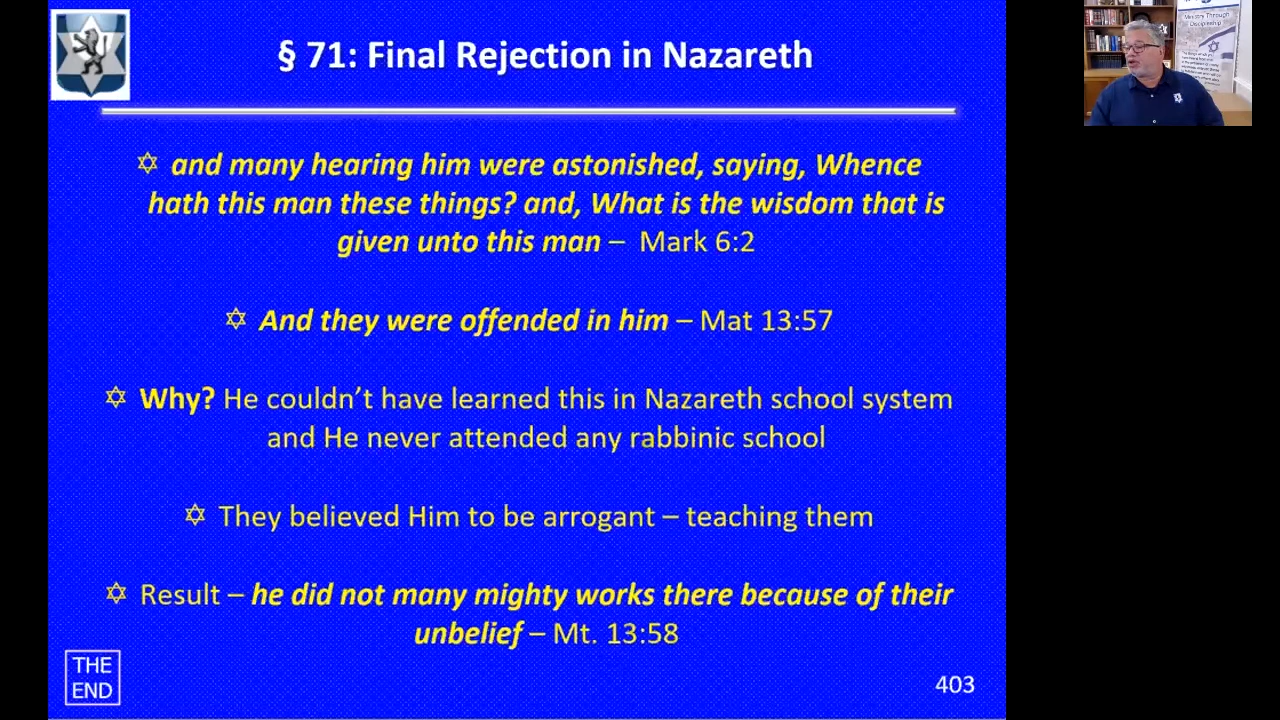 § 71: Final Rejection in Nazareth
✡ and many hearing him were astonished, saying, Whence
hath this man these things? and, What is the wisdom that is
given unto this man – Mark 6:2
✡ And they were offended in him – Mat 13:57
✡ Why? He couldn’t have learned this in Nazareth school system
and He never attended any rabbinic school
✡ They believed Him to be arrogant – teaching them
✡ Result – he did not many mighty works there because of their
unbelief – Mt. 13:58
THE
END
403
Ministry Through
Discipleship